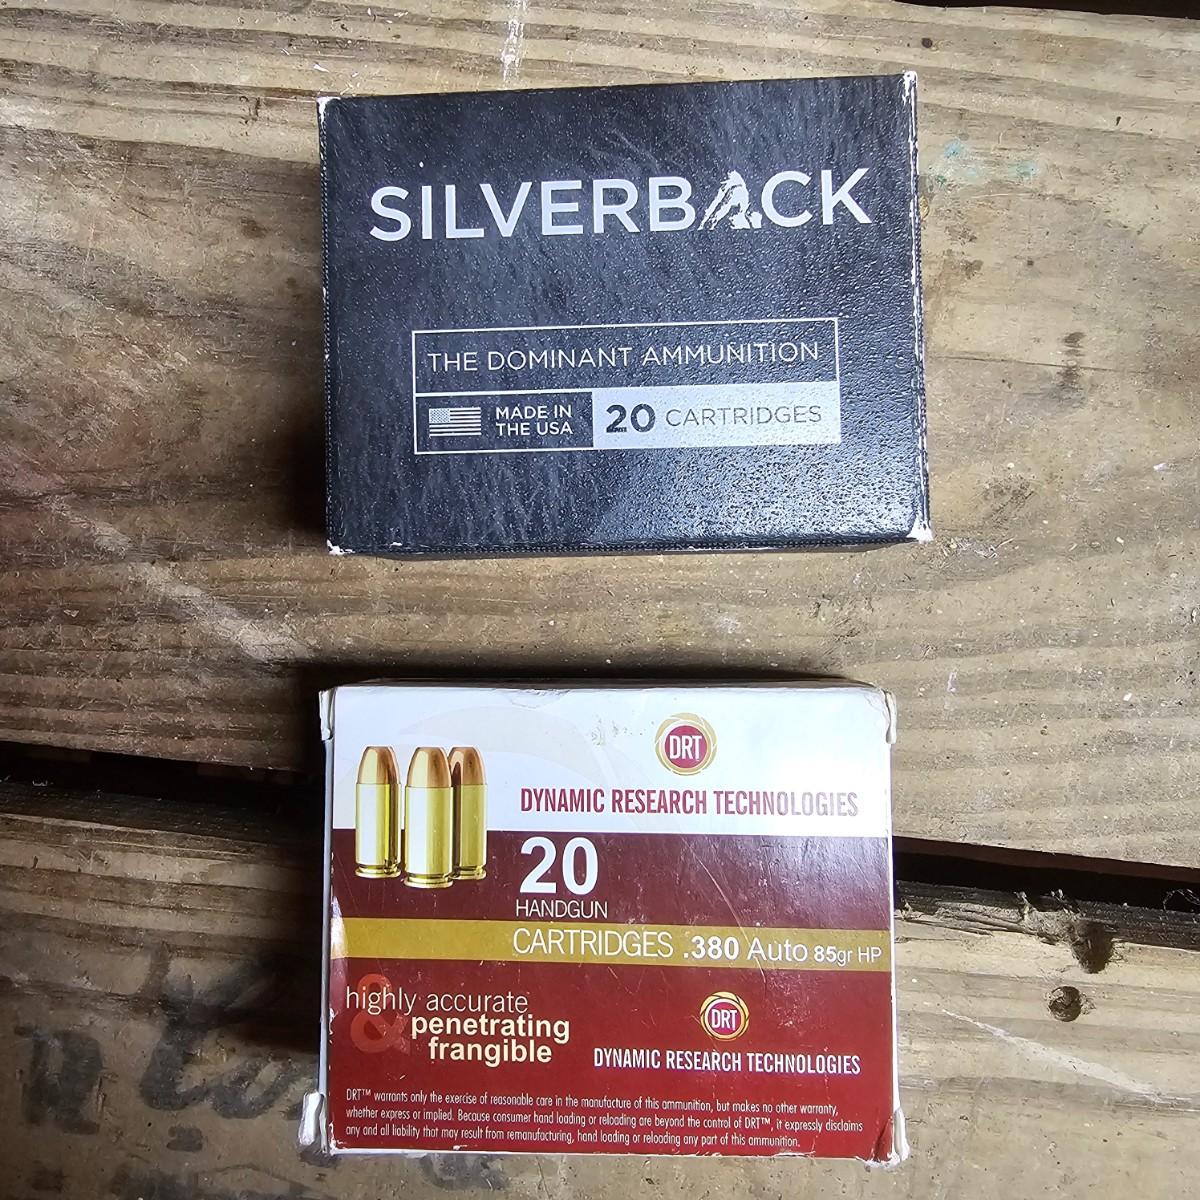 SILVERBACK
THE DOMINANT AMMUNITION
MADE IN
THE USA
20 CARTRIDGES
DRT
DYNAMIC RESEARCH TECHNOLOGIES
20
HANDGUN
CARTRIDGES .380 Auto 85gr HP
highly accurate
& penetrating
frangible
DRT
DYNAMIC RESEARCH TECHNOLOGIES
DRT™ warrants only the exercise of reasonable care in the manufacture of this ammunition, but makes no other warranty,
whether express or implied. Because consumer hand loading or reloading are beyond the control of DRT™, it expressly disclaims
any and all liability that may result from remanufacturing, hand loading or reloading any part of this ammunition.